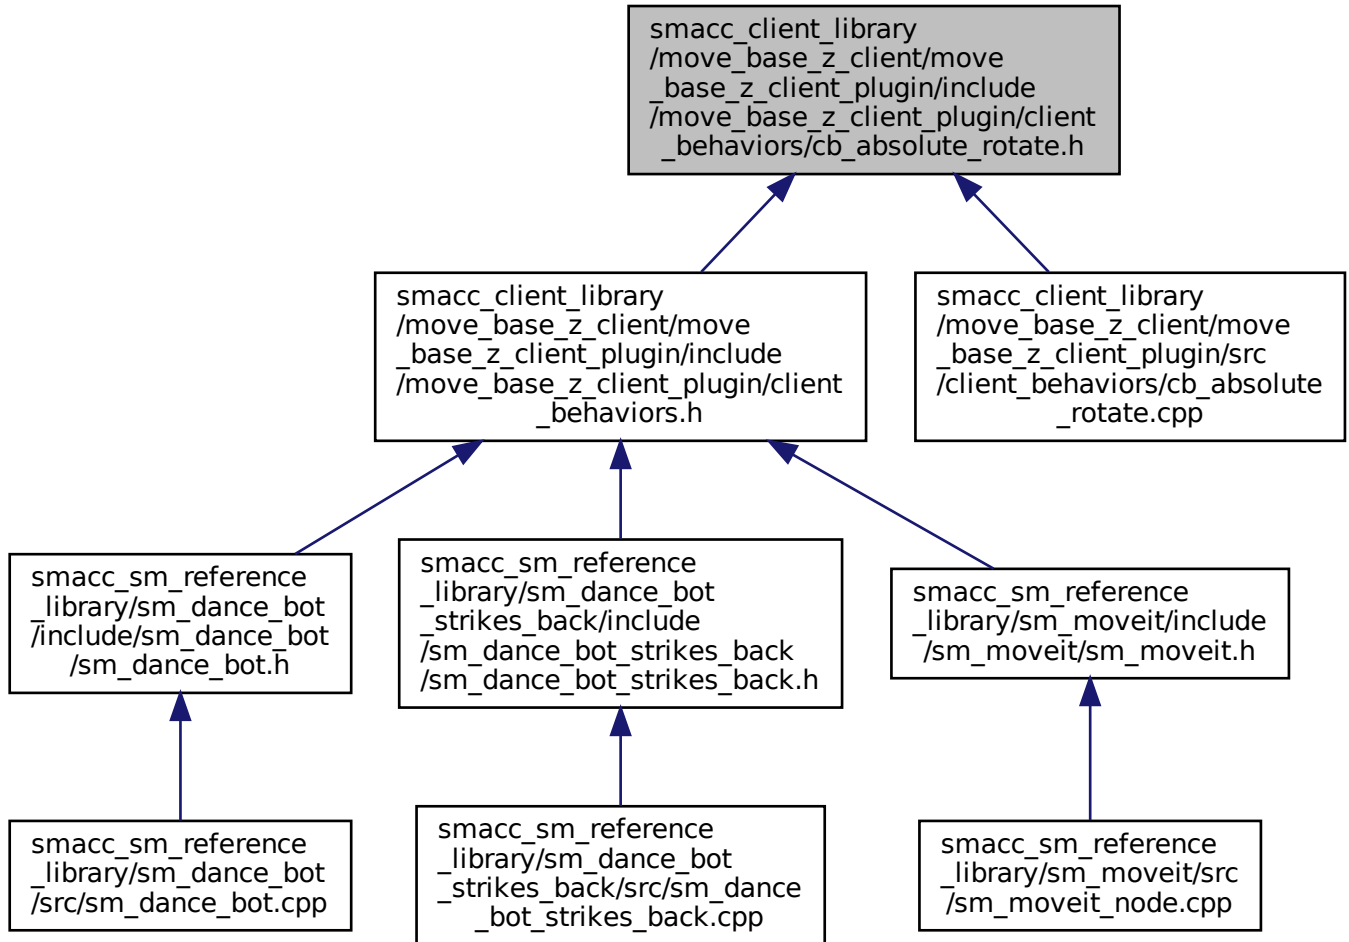 smacc_client_library
/move_base_z_client/move
_base_z_client_plugin/include
/move_base_z_client_plugin/client
_behaviors/cb_absolute_rotate.h
smacc_client_library
/move_base_z_client/move
_base_z_client_plugin/include
/move_base_z_client_plugin/client
_behaviors.h
smacc_client_library
/move_base_z_client/move
_base_z_client_plugin/src
/client_behaviors/cb_absolute
_rotate.cpp
smacc_sm_reference
_library/sm_dance_bot
/include/sm_dance_bot
/sm_dance_bot.h
smacc_sm_reference
_library/sm_dance_bot
_strikes_back/include
/sm_dance_bot_strikes_back
/sm_dance_bot_strikes_back.h
smacc_sm_reference
_library/sm_moveit/include
/sm_moveit/sm_moveit.h
smacc_sm_reference
_library/sm_dance_bot
/src/sm_dance_bot.cpp
smacc_sm_reference
_library/sm_dance_bot
_strikes_back/src/sm_dance
_bot_strikes_back.cpp
smacc_sm_reference
_library/sm_moveit/src
/sm_moveit_node.cpp